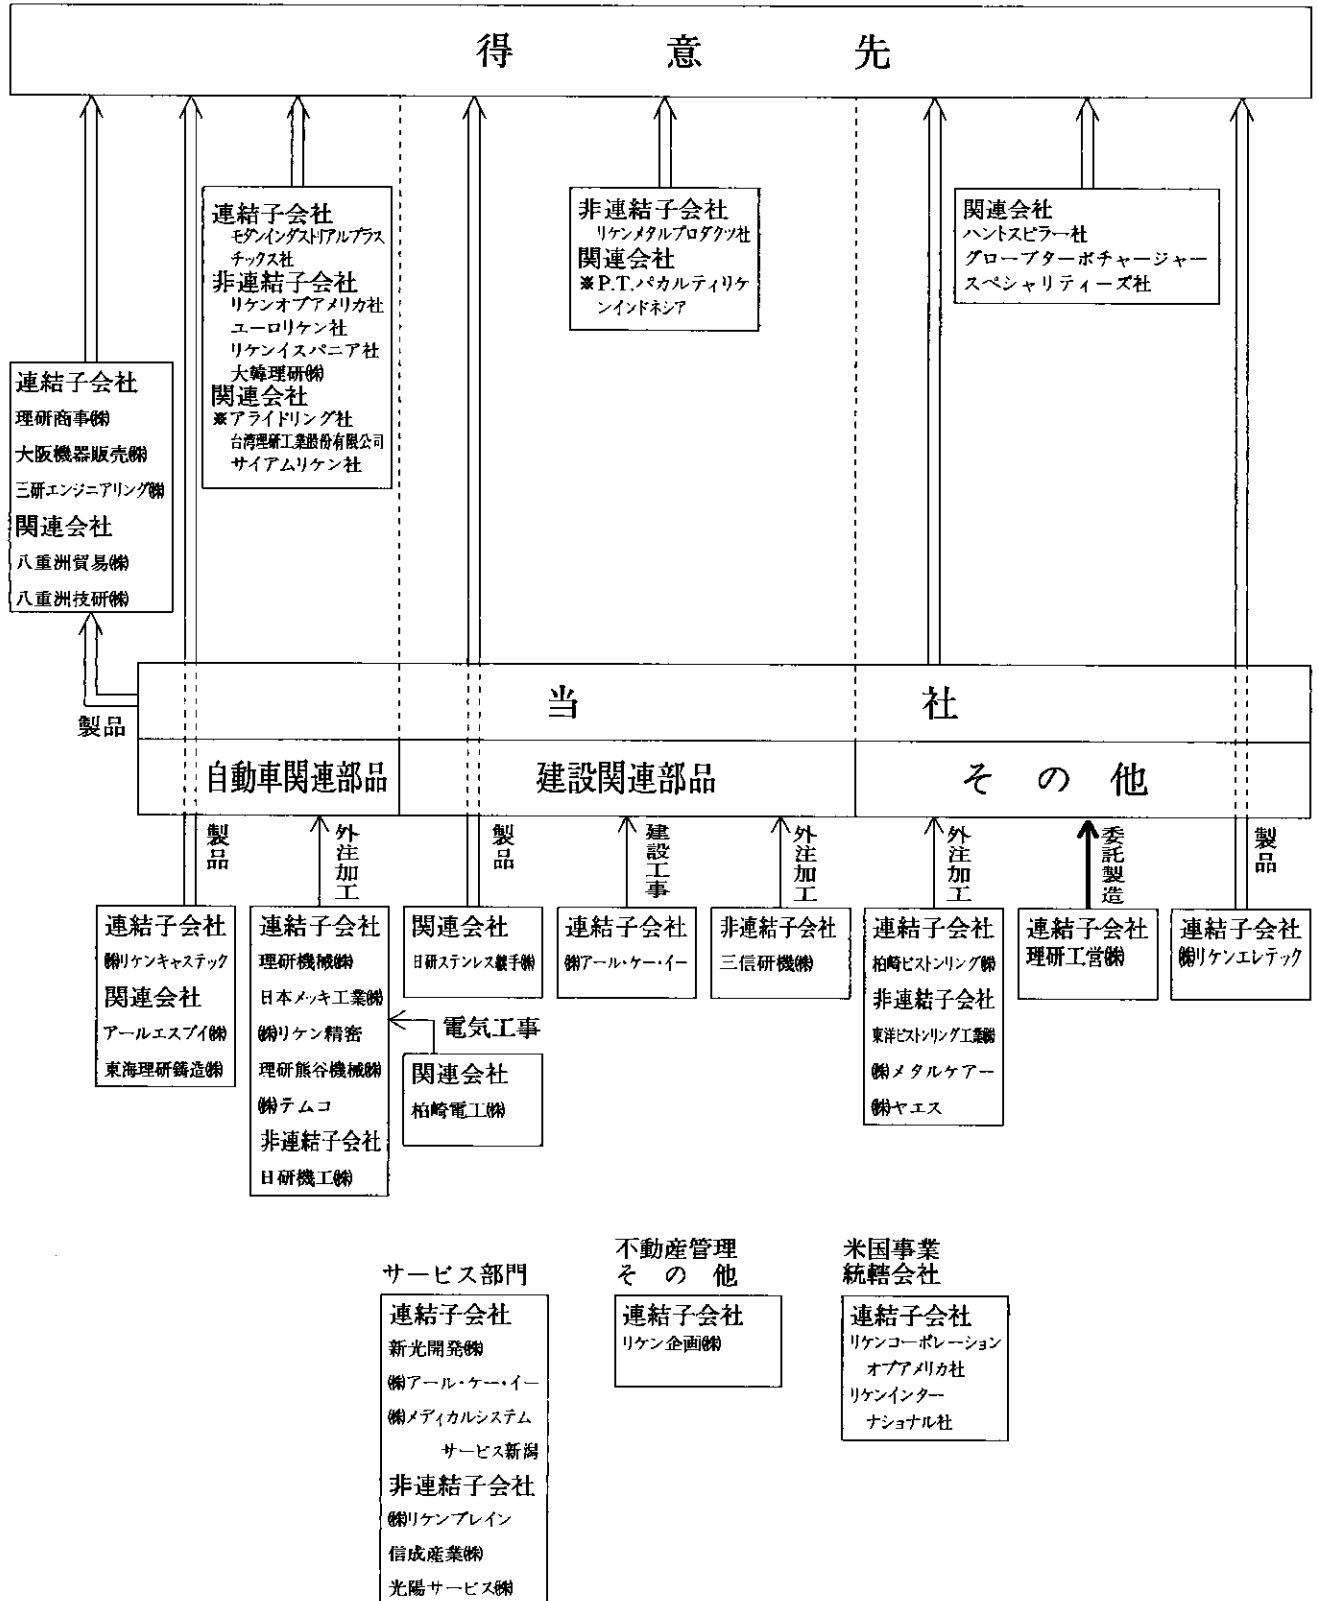 得意先
連結子会社
モダンインダストリアルプラス
チックス社
非連結子会社
リケンオブアメリカ社
ユーロリケン社
リケンイスパニア社
大韓理研㈱
関連会社
※アライドリング社
台湾理研工業股份有限公司
サイアムリケン社
非連結子会社
リケンメタルプロダクツ社
関連会社
※P.T.パカルティリケ
ンインドネシア
関連会社
ハントスピラー社
グローブターボチャージャー
スペシャリティーズ社
連結子会社
理研商事㈱
大阪機器販売㈱
三研エンジニアリング㈱
関連会社
八重洲貿易㈱
八重洲技研㈱
製品
当社
自動車関連部品
建設関連部品
その他
製品
外注加工
製品
建設工事
外注加工
外注加工
委託製造
製品
連結子会社
㈱リケンキャステック
関連会社
アールエスブイ㈱
東海理研鋳造㈱
連結子会社
理研機械㈱
日本メッキ工業㈱
㈱リケン精密
理研熊谷機械㈱
㈱テムコ
非連結子会社
日研機工㈱
関連会社
日研ステンレス継手㈱
電気工事
関連会社
柏崎電工㈱
連結子会社
㈱アール・ケー・イー
非連結子会社
三信研機㈱
連結子会社
柏崎ピストンリング㈱
非連結子会社
東洋ピストンリング工業㈱
㈱メタルケアー
㈱ヤエス
連結子会社
理研工営㈱
連結子会社
㈱リケンエレテック
サービス部門
連結子会社
新光開発㈱
㈱アール・ケー・イー
㈱メディカルシステム
サービス新潟
非連結子会社
㈱リケンブレイン
信成産業㈱
光陽サービス㈱
不動産管理
その他
連結子会社
リケン企画㈱
米国事業
統轄会社
連結子会社
リケンコーポレーション
オブアメリカ社
リケンインター
ナショナル社